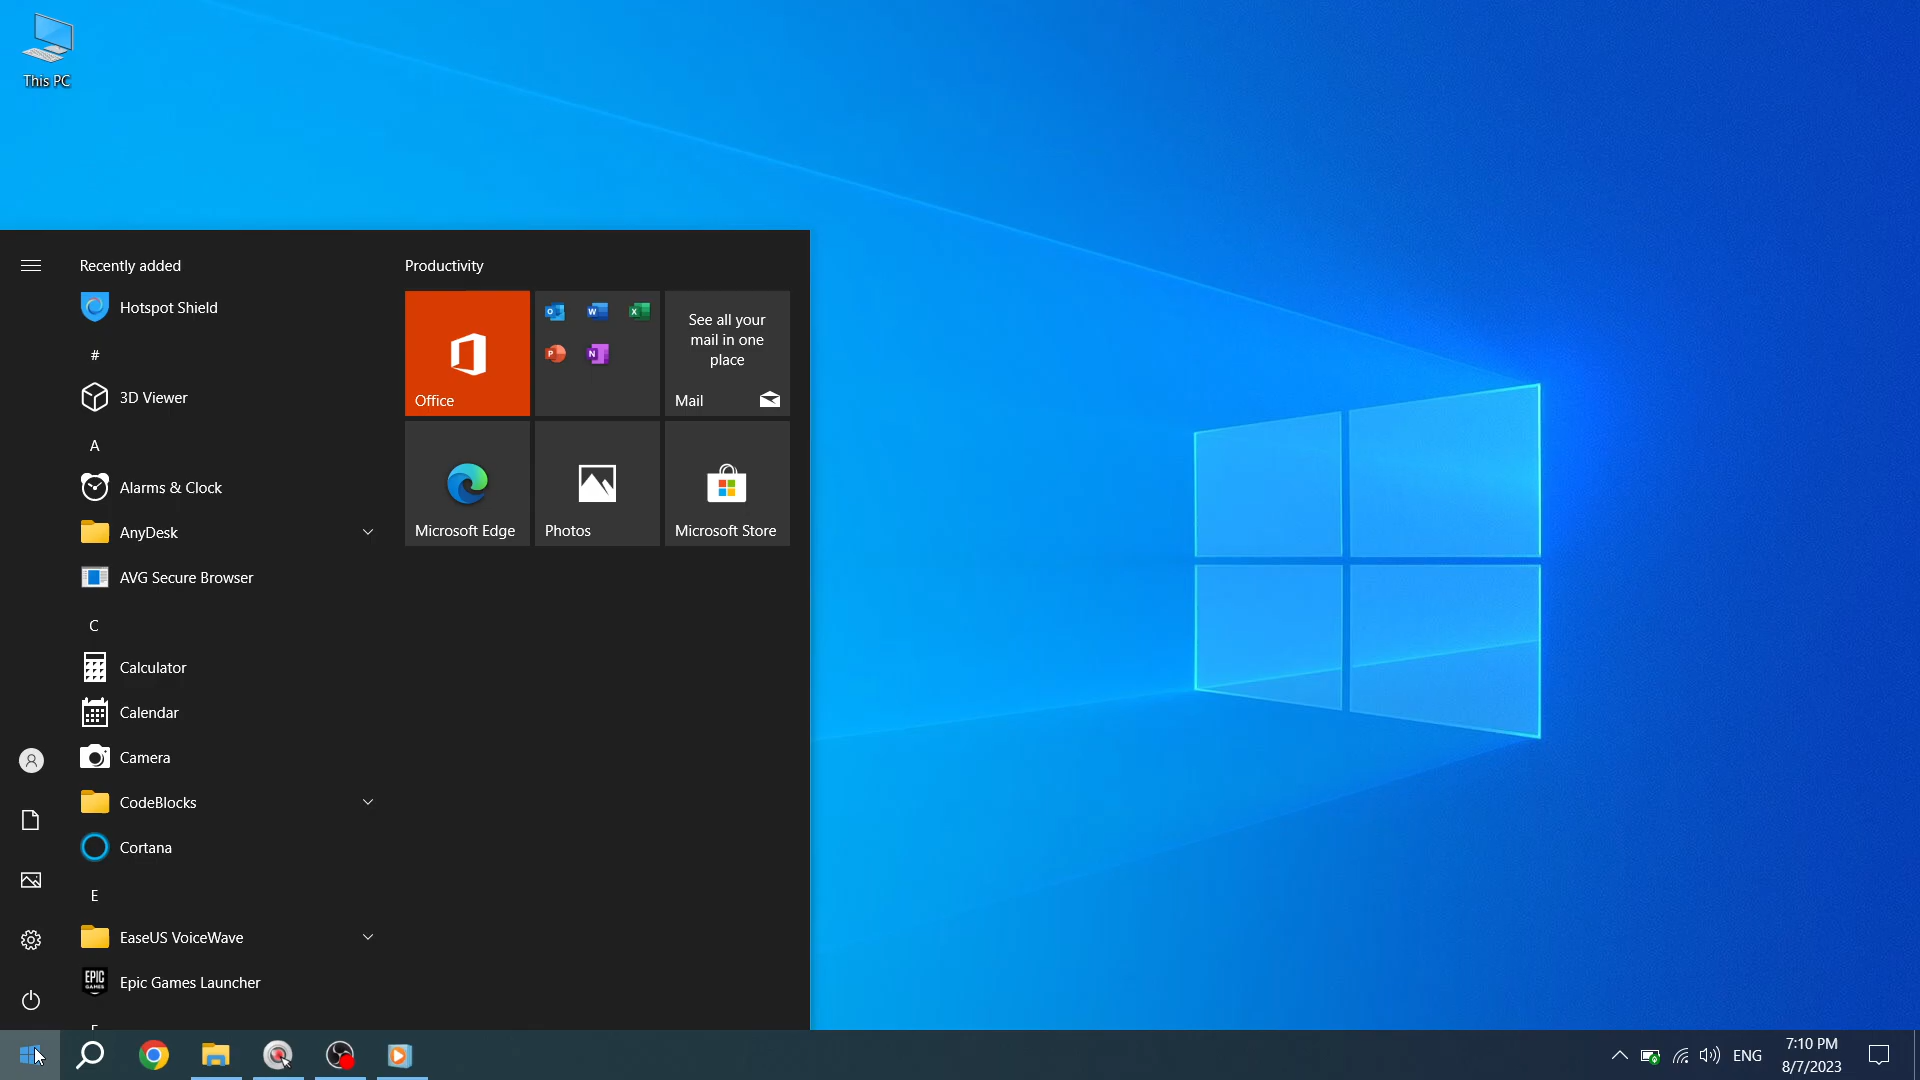 This PC
Recently added
Hotspot Shield
#
3D Viewer
A
Alarms & Clock
AnyDesk
AVG Secure Browser
C
Calculator
Calendar
Camera
CodeBlocks
Cortana
E
EaseUS VoiceWave
EPIC
GAMES
Epic Games Launcher
Productivity
Office
O
W
X
P
N
See all your
mail in one
place
Mail
Microsoft Edge
Photos
Microsoft Store
ENG
7:10 PM
8/7/2023